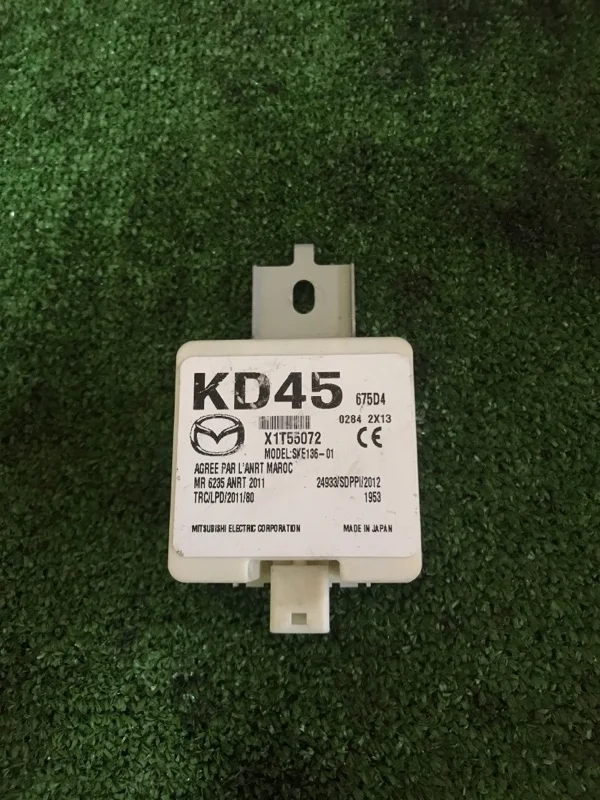 KD45 675D4
0284 2X13
X1T55072
MODEL:SKE136-01
CE
AGREE PAR L'ANRT MAROC
MR 6235 ANRT 2011 24933/SDPPI/2012
TRC/LPD/2011/80 1953
MITSUBISHI ELECTRIC CORPORATION MADE IN JAPAN